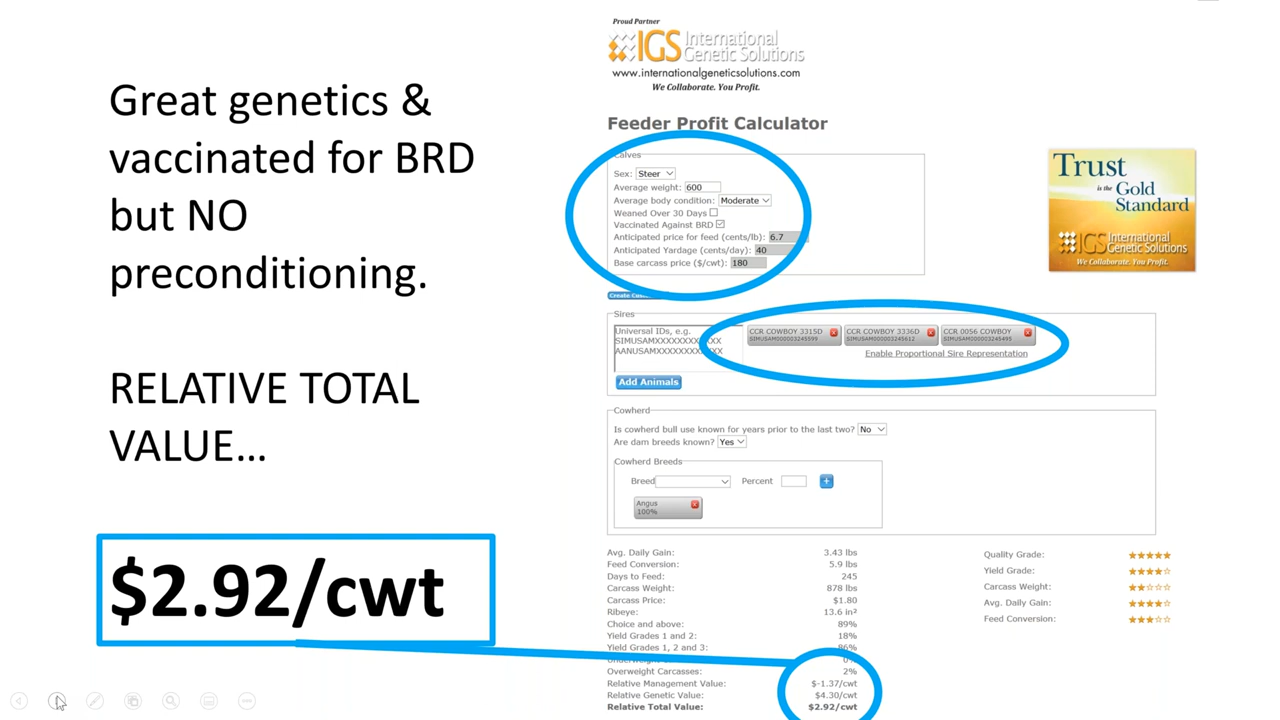 Great genetics &
vaccinated for BRD
but NO
preconditioning.
RELATIVE TOTAL
VALUE...
$2.92/cwt
Proud Partner
IGS International
Genetic Solutions
www.internationalgeneticsolutions.com
We Collaborate. You Profit.
Feeder Profit Calculator
Calves
Sex: Steer
Average weight: 600
Average body condition: Moderate
Weaned Over 30 Days
Vaccinated Against BRD
Anticipated price for feed (cents/lb): 6.7
Anticipated Yardage (cents/day): 40
Base carcass price ($/cwt): 180
Sires
Universal IDs, e.g.
SIMUSAMXXXXXXXXXXXX
AANUSAMXXXXXXXXXXXX
CCR COWBOY 3315D
SIMUSAM000003245599
CCR COWBOY 3336D
SIMUSAM000003245612
CCR 0056 COWBOY
SIMUSAM000003245495
Enable Proportional Sire Representation
Add Animals
Cowherd
Is cowherd bull use known for years prior to the last two? No
Are dam breeds known? Yes
Cowherd Breeds
Breed Percent
Angus
100%
Avg. Daily Gain: 3.43 lbs
Feed Conversion: 5.9 lbs
Days to Feed: 245
Carcass Weight: 878 lbs
Carcass Price: $1.80
Ribeye: 13.6 in²
Choice and above: 89%
Yield Grades 1 and 2: 18%
Yield Grades 1, 2 and 3: 86%
Overweight Carcasses: 2%
Relative Management Value: $-1.37/cwt
Relative Genetic Value: $4.30/cwt
Relative Total Value: $2.92/cwt
Quality Grade:
Yield Grade:
Carcass Weight:
Avg. Daily Gain:
Feed Conversion:
Trust
is the Gold
Standard
IGS International
Genetic Solutions
We Collaborate. You Profit.